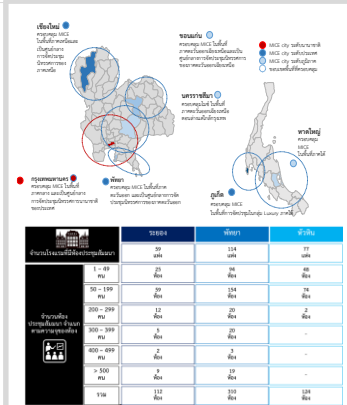 เชียงใหม่
ครอบคลุม MICE
ในพื้นที่ภาคเหนือและ
เป็นศูนย์กลาง
การจัดประชุม
นิทรรศการของ
ภาคเหนือ
ขอนแก่น
ครอบคลุม MICE ในพื้นที่
ภาคตะวันออกเฉียงเหนือและเป็น
ศูนย์กลางการจัดประชุมนิทรรศการ
ของภาคตะวันออกเฉียงเหนือ
MICE city ระดับนานาชาติ
MICE city ระดับประเทศ
MICE city ระดับภูมิภาค
ขอบเขตพื้นที่ที่ครอบคลุม
นครราชสีมา
ครอบคลุมไมซ์ ในพื้นที่
ภาคตะวันออกเฉียงเหนือ
ตอนล่างแต่ใกล้กรุงเทพ
หาดใหญ่
ครอบคลุม
MICE
ในพื้นที่ภาคใต้
กรุงเทพมหานคร
ครอบคลุม MICE ในพื้นที่ภาค
ภาคกลาง และเป็นศูนย์กลาง
การจัดประชุมนิทรรศการนานาชาติ
ของประเทศ
พัทยา
ครอบคลุม MICE ในพื้นที่ภาค
ตะวันออก และเป็นศูนย์กลางการจัด
ประชุมนิทรรศการของภาคตะวันออก
ภูเก็ต
ครอบคลุม MICE
ในพื้นที่การจัดประชุมในกลุ่ม Luxury ภาคใต้
ระยอง พัทยา หัวหิน
จำนวนโรงแรมที่มีห้องประชุมสัมมนา
59 แห่ง 114 แห่ง 77 แห่ง
จำนวนห้อง
ประชุมสัมมนา จำแนก
ตามความจุของห้อง
1 – 49 คน 25 ห้อง 94 ห้อง 48 ห้อง
50 – 199 คน 59 ห้อง 154 ห้อง 74 ห้อง
200 – 299 คน 12 ห้อง 20 ห้อง 2 ห้อง
300 – 399 คน 5 ห้อง 20 ห้อง -
400 – 499 คน 2 ห้อง 3 ห้อง -
> 500 คน 9 ห้อง 19 ห้อง -
รวม 112 ห้อง 310 ห้อง 124 ห้อง